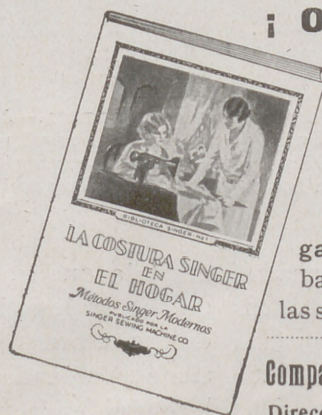 ¡ O
BIBLIOTECA SINGER - Nº 1
LA COSTURA SINGER
EN
EL HOGAR
Métodos Singer Modernos
PUBLICADO POR LA
SINGER SEWING MACHINE CO
ga
ba
las s
Compa
Direcc